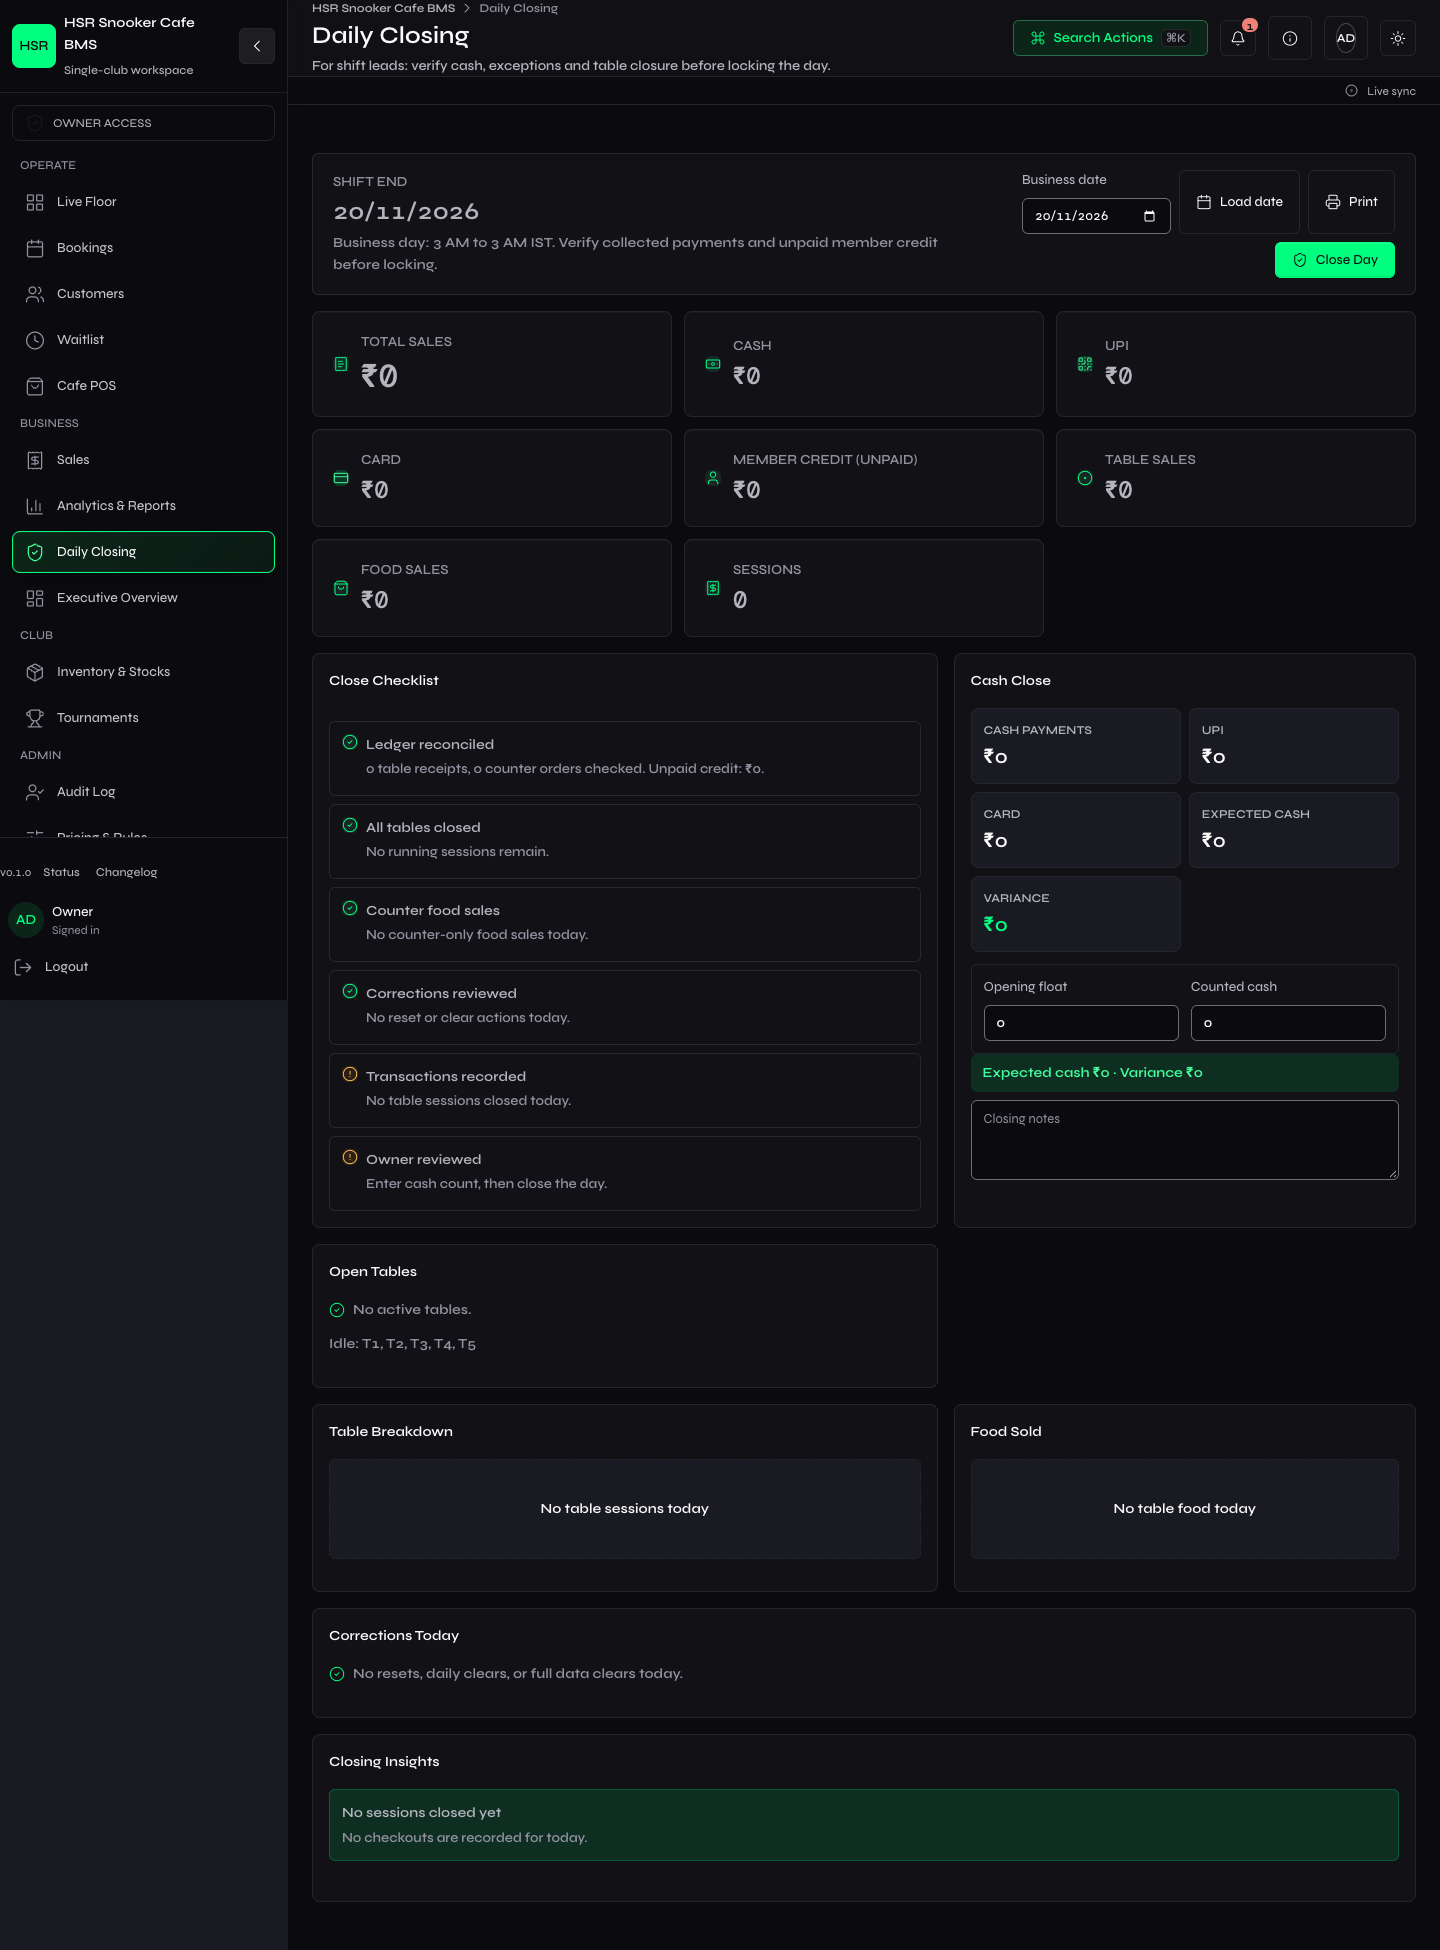 HSR
HSR Snooker Cafe
BMS
Single-club workspace
OWNER ACCESS
OPERATE
Live Floor
Bookings
Customers
Waitlist
Cafe POS
BUSINESS
Sales
Analytics & Reports
Daily Closing
Executive Overview
CLUB
Inventory & Stocks
Tournaments
ADMIN
Audit Log
Pricing & Rules
v0.1.0 Status Changelog
AD
Owner
Signed in
Logout
HSR Snooker Cafe BMS > Daily Closing
Daily Closing
For shift leads: verify cash, exceptions and table closure before locking the day.
Search Actions ⌘K
1
AD
Live sync
SHIFT END
20/11/2026
Business day: 3 AM to 3 AM IST. Verify collected payments and unpaid member credit
before locking.
Business date
20/11/2026
Load date
Print
Close Day
TOTAL SALES
₹0
CASH
₹0
UPI
₹0
CARD
₹0
MEMBER CREDIT (UNPAID)
₹0
TABLE SALES
₹0
FOOD SALES
₹0
SESSIONS
0
Close Checklist
Ledger reconciled
0 table receipts, 0 counter orders checked. Unpaid credit: ₹0.
All tables closed
No running sessions remain.
Counter food sales
No counter-only food sales today.
Corrections reviewed
No reset or clear actions today.
Transactions recorded
No table sessions closed today.
Owner reviewed
Enter cash count, then close the day.
Cash Close
CASH PAYMENTS
₹0
UPI
₹0
CARD
₹0
EXPECTED CASH
₹0
VARIANCE
₹0
Opening float
0
Counted cash
0
Expected cash ₹0 · Variance ₹0
Closing notes
Open Tables
No active tables.
Idle: T1, T2, T3, T4, T5
Table Breakdown
No table sessions today
Food Sold
No table food today
Corrections Today
No resets, daily clears, or full data clears today.
Closing Insights
No sessions closed yet
No checkouts are recorded for today.